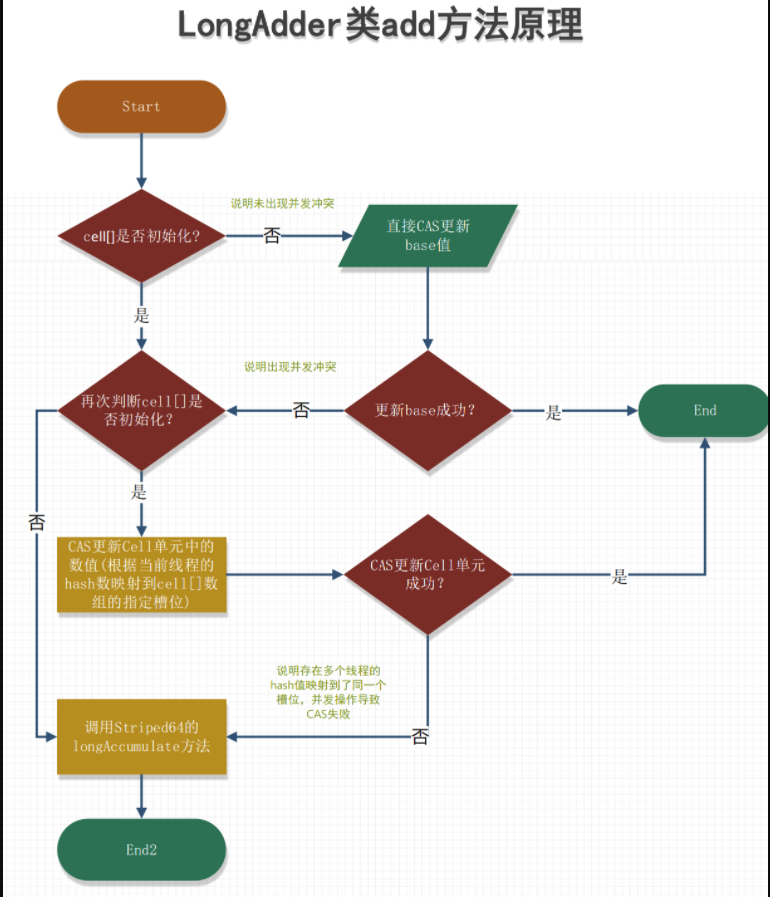 LongAdder类add方法原理
Start
说明未出现并发冲突
cell[]是否初始化?
否
直接CAS更新
base值
是
说明出现并发冲突
再次判断cell[]是
否初始化?
否
更新base成功?
是
End
是
否
CAS更新Cell单元中的
数值(根据当前线程的
hash数映射到cell[]数
组的指定槽位)
CAS更新Cell单元
成功?
是
说明存在多个线程的
hash值映射到了同一个
槽位，并发操作导致
CAS失败
调用Striped64的
longAccumulate方法
否
End2